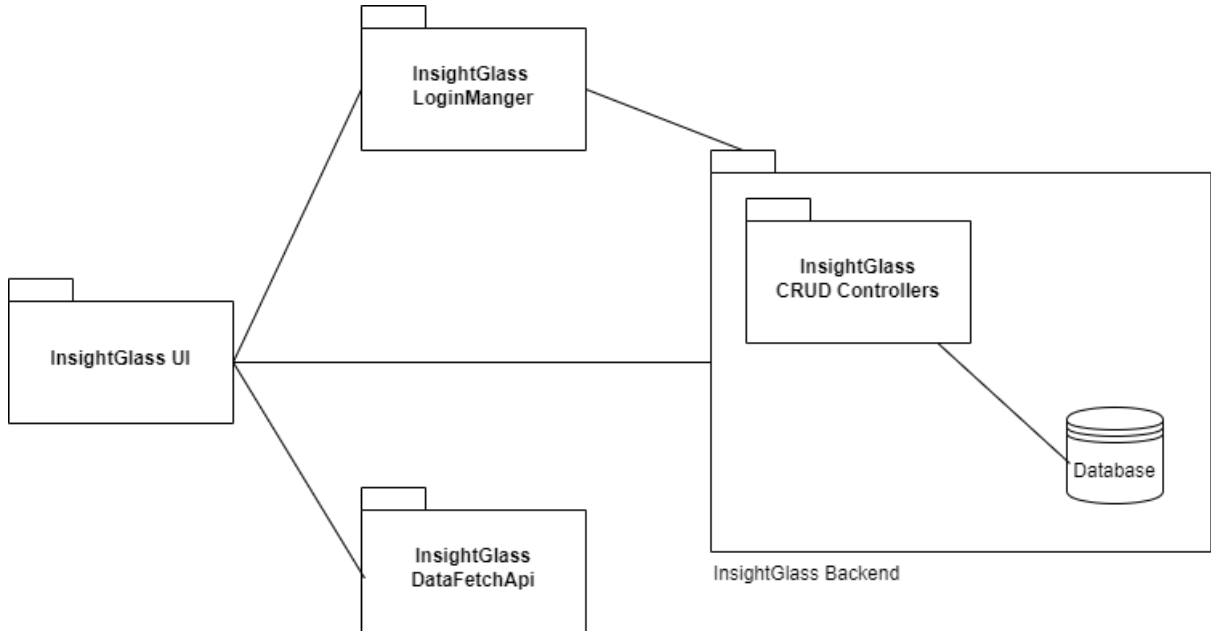 InsightGlass
LoginManger
InsightGlass
CRUD Controllers
InsightGlass UI
Database
InsightGlass
DataFetchApi
InsightGlass Backend